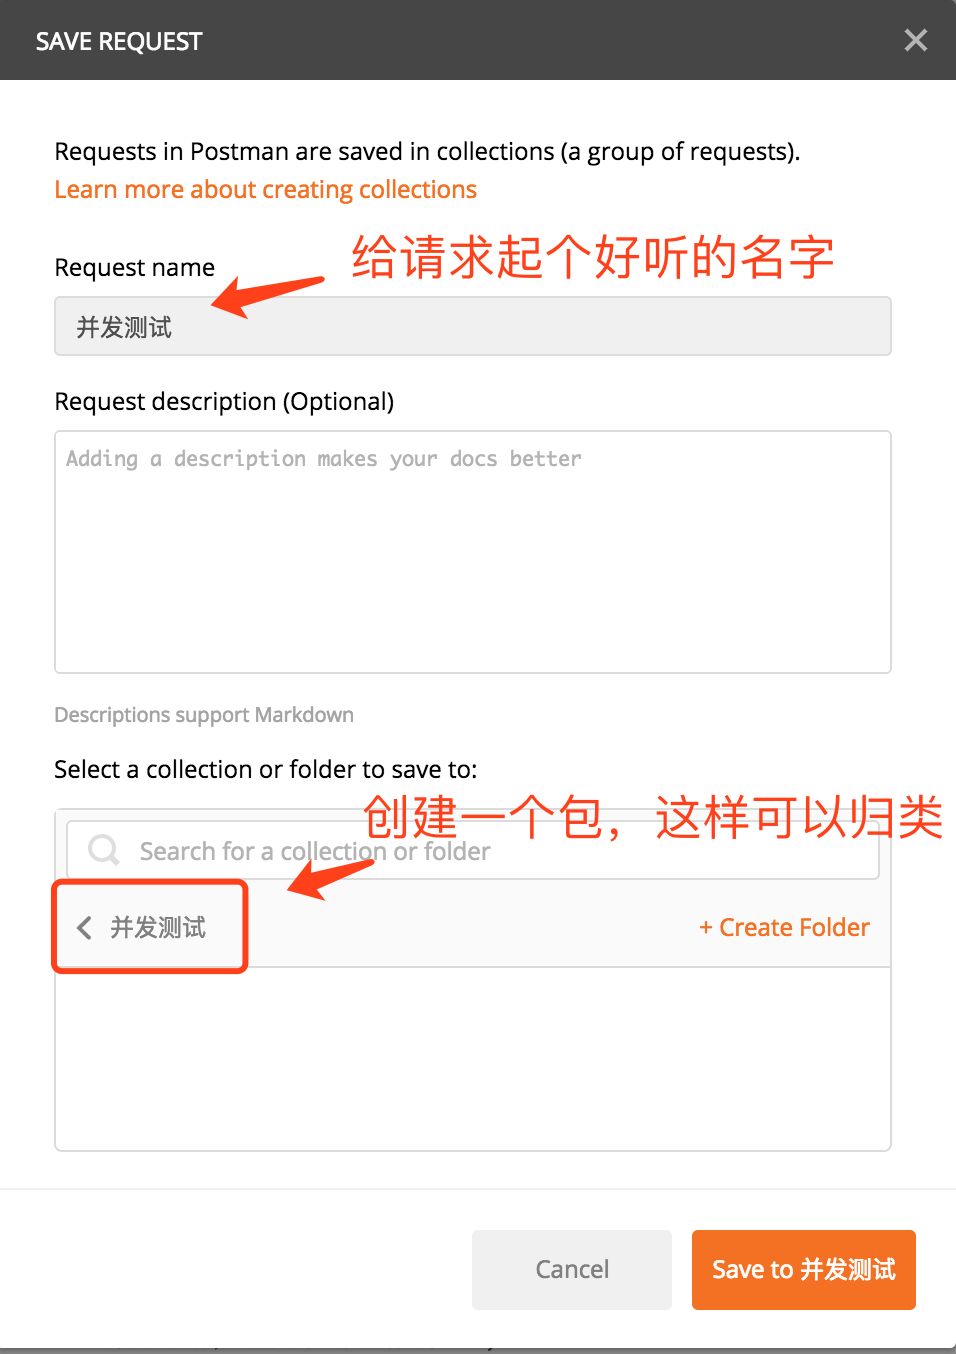 SAVE REQUEST
Requests in Postman are saved in collections (a group of requests).
Learn more about creating collections
给请求起个好听的名字
Request name
并发测试
Request description (Optional)
Adding a description makes your docs better
Descriptions support Markdown
Select a collection or folder to save to:
创建一个包，这样可以归类
Search for a collection or folder
并发测试
+ Create Folder
Cancel
Save to 并发测试